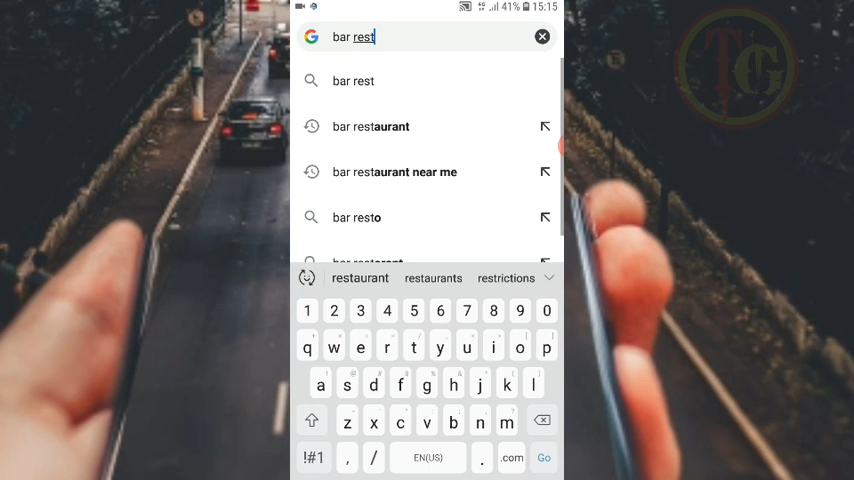 41% 15:15
bar rest
bar rest
bar restaurant
bar restaurant near me
bar resto
restaurant restaurants restrictions
1 2 3 4 5 6 7 8 9 0
q w e r t y u i o p
a s d f g h j k l
z x c v b n m
!#1 , / EN(US) . .com Go
TG